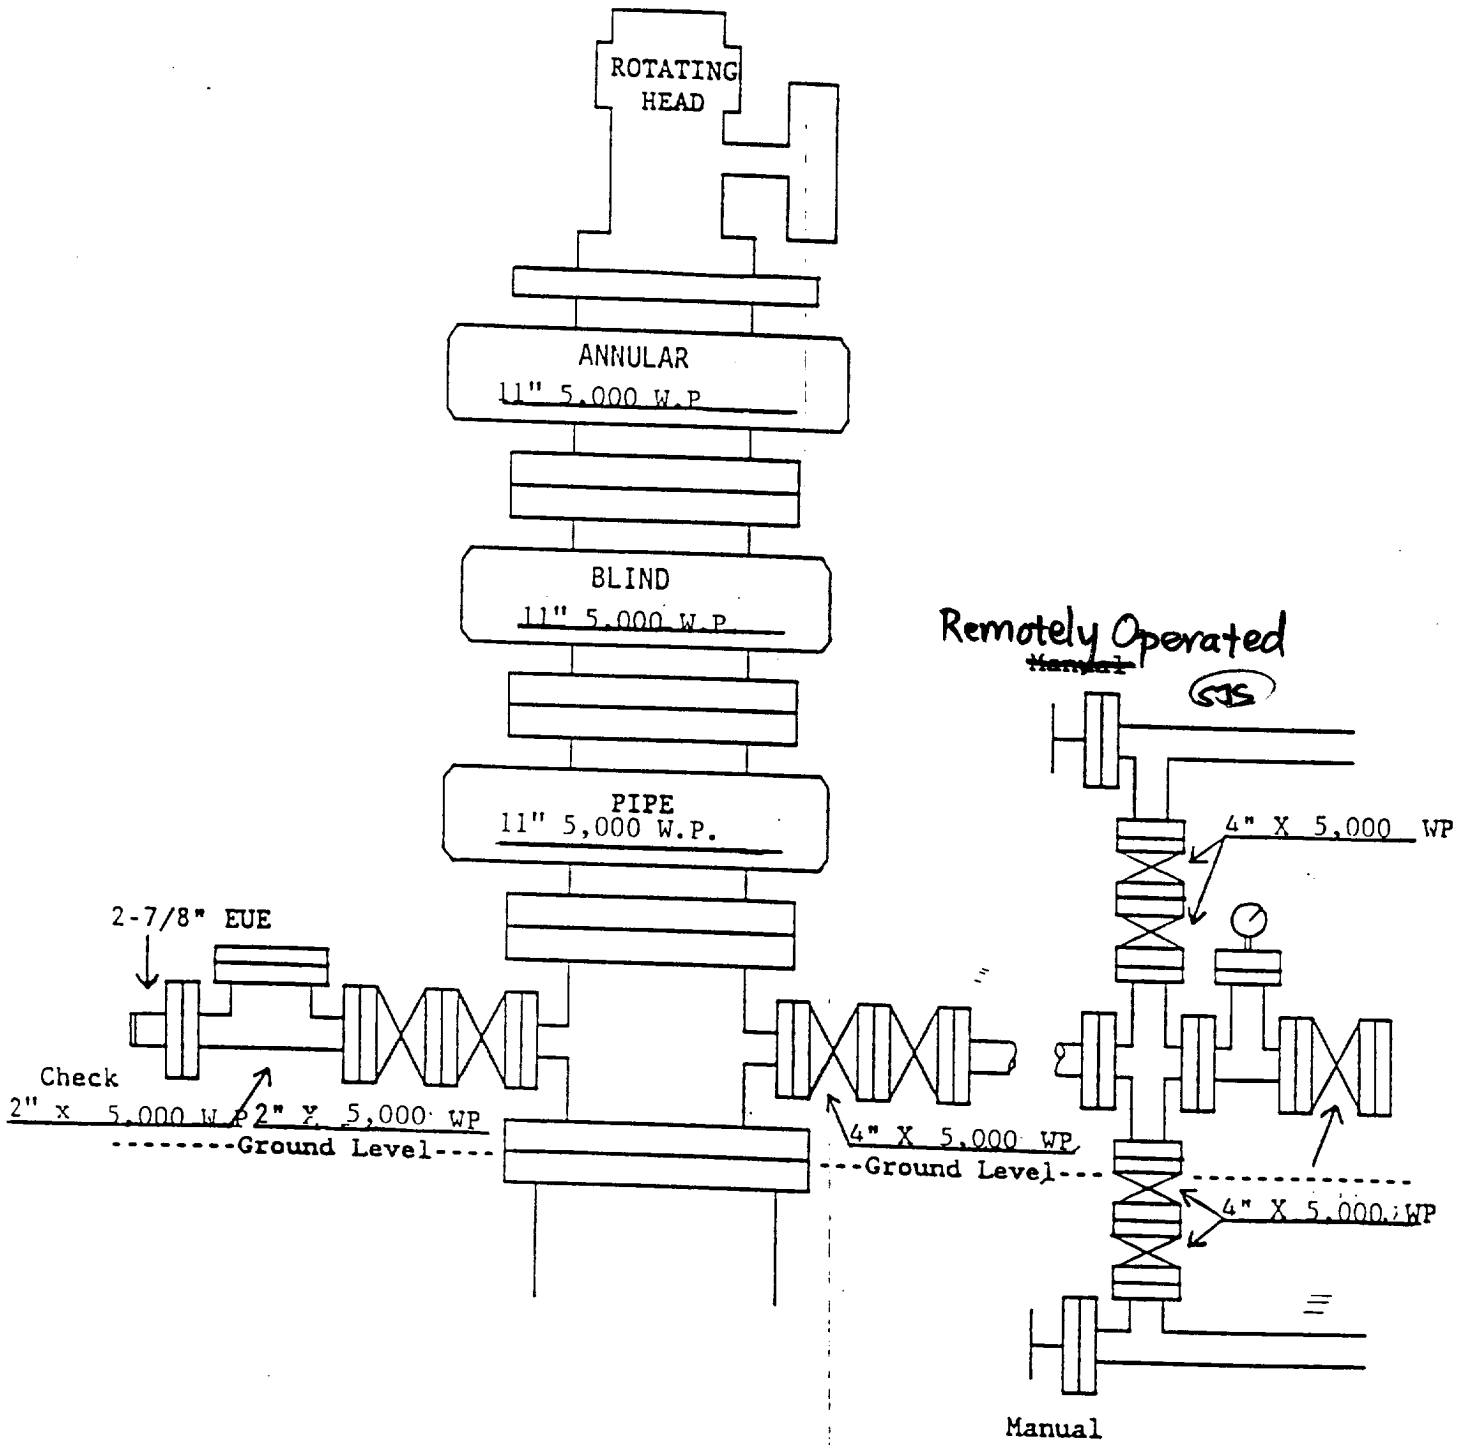 ROTATING
HEAD
ANNULAR
11" 5,000 W.P
BLIND
11" 5,000 W.P.
Remotely Operated
Manual
SJS
PIPE
11" 5,000 W.P.
4" X 5,000 WP
2-7/8" EUE
Check
2" x 5,000 W P 2" X 5,000 WP
----Ground Level----
4" X 5,000 WP
---Ground Level---
4" X 5,000 WP
Manual